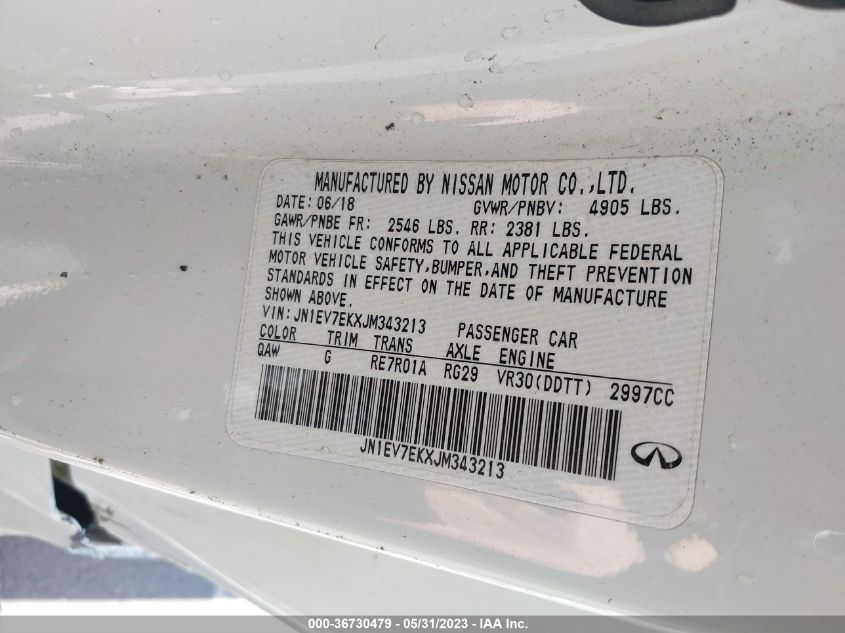 MANUFACTURED BY NISSAN MOTOR CO.,LTD.
DATE: 06/18 GVWR/PNBV: 4905 LBS.
GAWR/PNBE FR: 2546 LBS. RR: 2381 LBS.
THIS VEHICLE CONFORMS TO ALL APPLICABLE FEDERAL
MOTOR VEHICLE SAFETY,BUMPER,AND THEFT PREVENTION
STANDARDS IN EFFECT ON THE DATE OF MANUFACTURE
SHOWN ABOVE.
VIN:JN1EV7EKXJM343213 PASSENGER CAR
COLOR TRIM TRANS AXLE ENGINE
QAW G RE7R01A RG29 VR30(DDTT) 2997CC
JN1EV7EKXJM343213
000-36730479 - 05/31/2023 - IAA Inc.